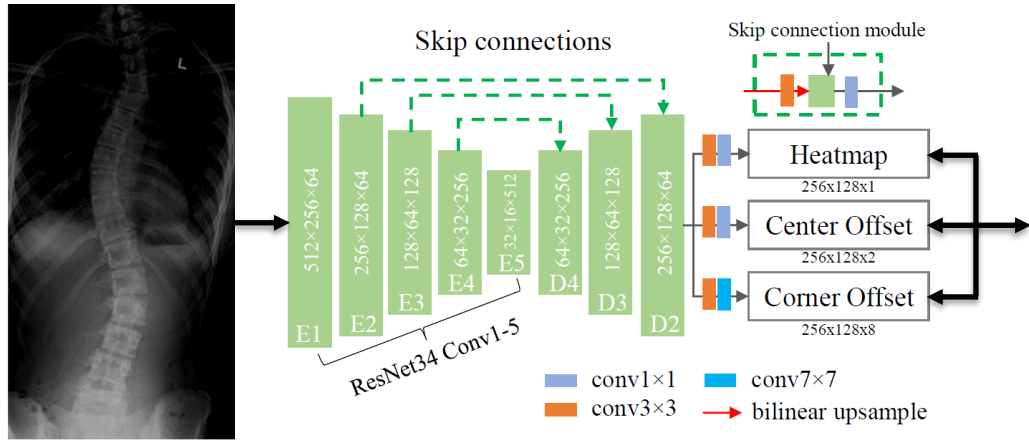 L
Skip connections
Skip connection module
512×256×64
E1
256×128×64
E2
128×64×128
E3
64×32×256
E4
32×16×512
E5
64×32×256
D4
128×64×128
D3
256×128×64
D2
ResNet34 Conv1-5
Heatmap
256x128x1
Center Offset
256x128x2
Corner Offset
256x128x8
conv1×1
conv7×7
conv3×3
bilinear upsample